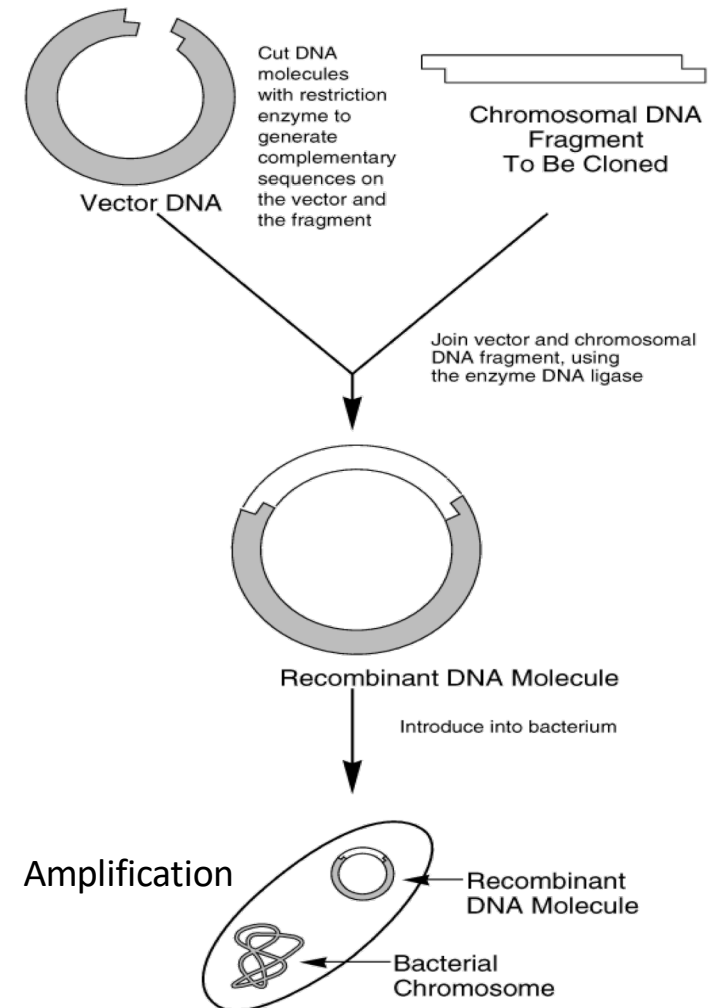 Cut DNA
molecules
with restriction
enzyme to
generate
complementary
sequences on
the vector and
the fragment
Chromosomal DNA
Fragment
To Be Cloned
Vector DNA
Join vector and chromosomal
DNA fragment, using
the enzyme DNA ligase
Recombinant DNA Molecule
Introduce into bacterium
Amplification
Recombinant
DNA Molecule
Bacterial
Chromosome